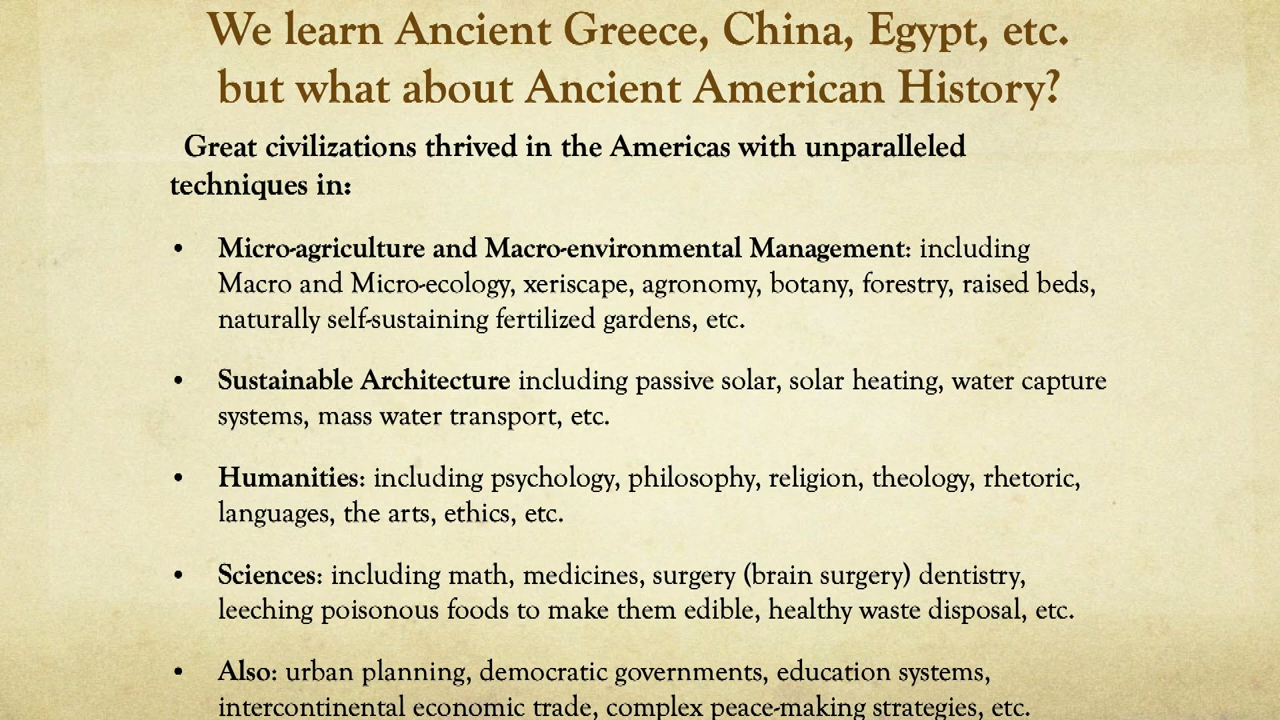 We learn Ancient Greece, China, Egypt, etc.
but what about Ancient American History?
Great civilizations thrived in the Americas with unparalleled
techniques in:
• Micro-agriculture and Macro-environmental Management: including
Macro and Micro-ecology, xeriscape, agronomy, botany, forestry, raised beds,
naturally self-sustaining fertilized gardens, etc.
• Sustainable Architecture including passive solar, solar heating, water capture
systems, mass water transport, etc.
• Humanities: including psychology, philosophy, religion, theology, rhetoric,
languages, the arts, ethics, etc.
• Sciences: including math, medicines, surgery (brain surgery) dentistry,
leeching poisonous foods to make them edible, healthy waste disposal, etc.
• Also: urban planning, democratic governments, education systems,
intercontinental economic trade, complex peace-making strategies, etc.